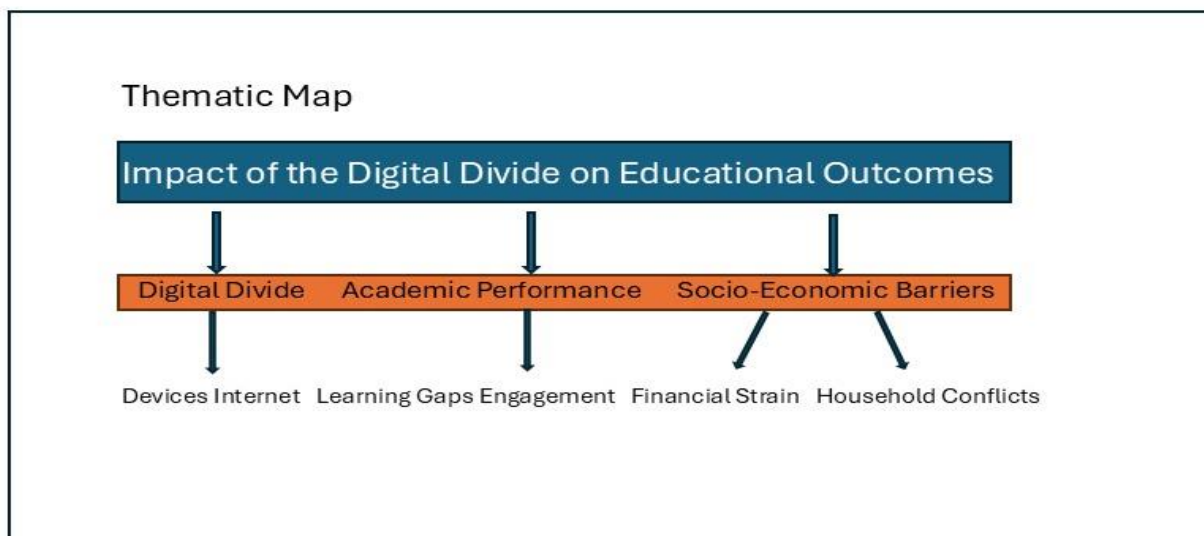 Thematic Map
Impact of the Digital Divide on Educational Outcomes
Digital Divide Academic Performance Socio-Economic Barriers
Devices Internet Learning Gaps Engagement Financial Strain Household Conflicts